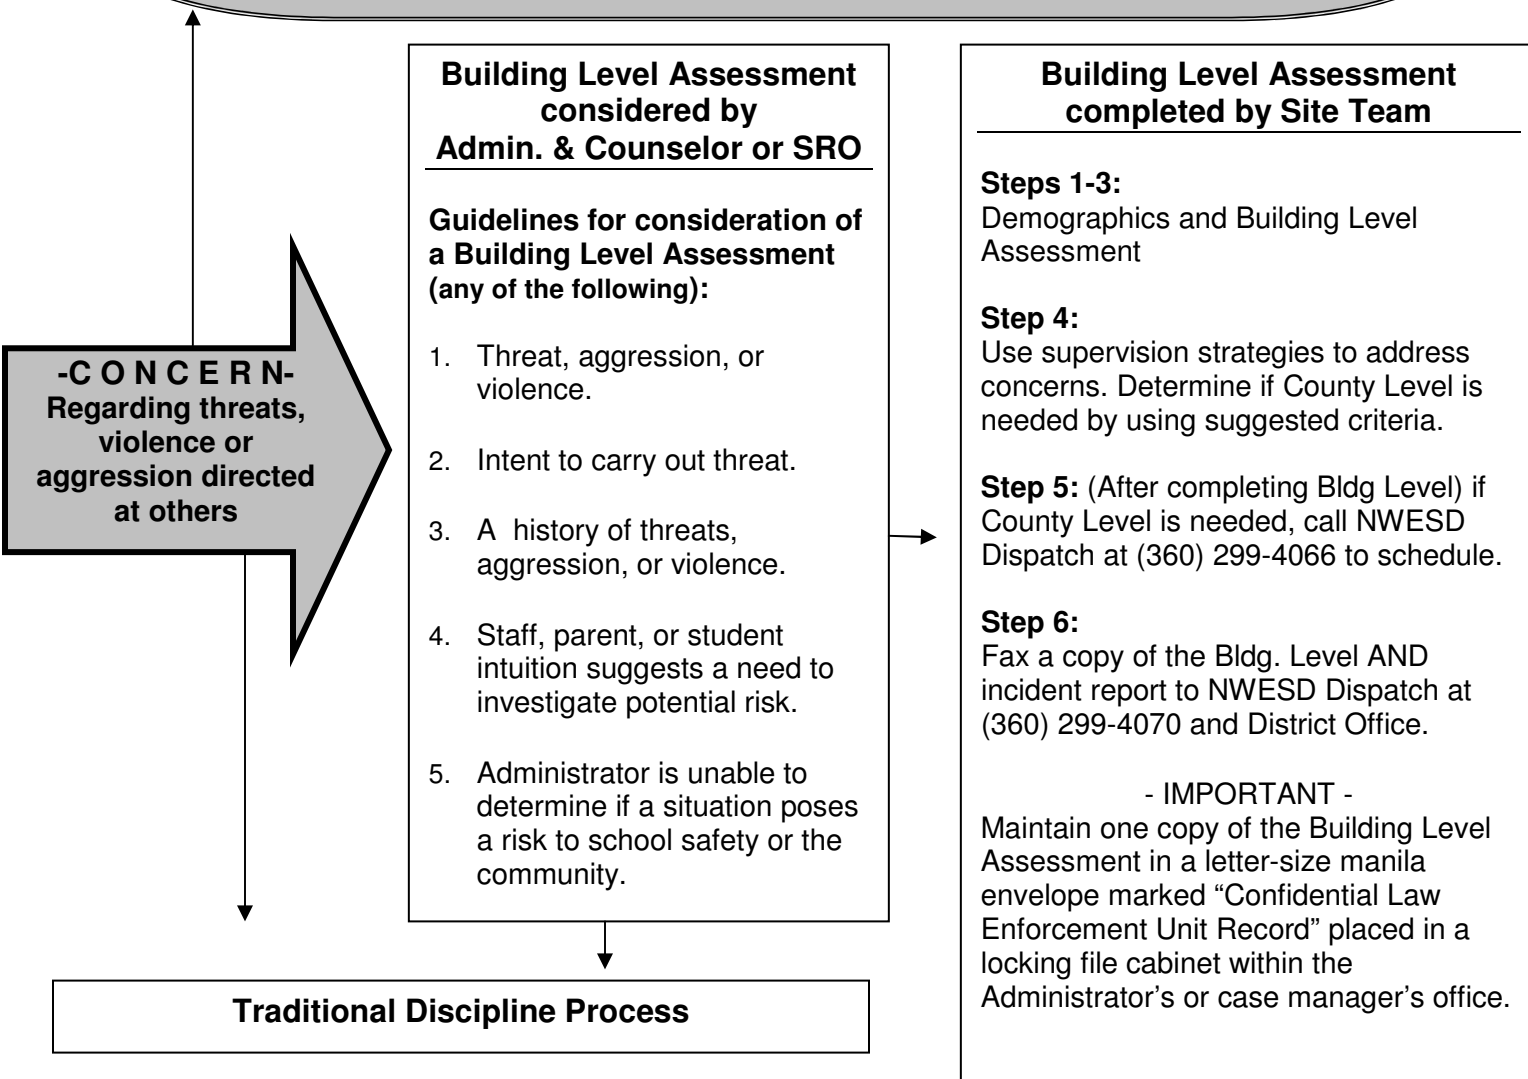 -C O N C E R N-
Regarding threats,
violence or
aggression directed
at others
Building Level Assessment
considered by
Admin. & Counselor or SRO
Guidelines for consideration of
a Building Level Assessment
(any of the following):
1. Threat, aggression, or
violence.
2. Intent to carry out threat.
3. A history of threats,
aggression, or violence.
4. Staff, parent, or student
intuition suggests a need to
investigate potential risk.
5. Administrator is unable to
determine if a situation poses
a risk to school safety or the
community.
Traditional Discipline Process
Building Level Assessment
completed by Site Team
Steps 1-3:
Demographics and Building Level
Assessment
Step 4:
Use supervision strategies to address
concerns. Determine if County Level is
needed by using suggested criteria.
Step 5: (After completing Bldg Level) if
County Level is needed, call NWESD
Dispatch at (360) 299-4066 to schedule.
Step 6:
Fax a copy of the Bldg. Level AND
incident report to NWESD Dispatch at
(360) 299-4070 and District Office.
- IMPORTANT -
Maintain one copy of the Building Level
Assessment in a letter-size manila
envelope marked “Confidential Law
Enforcement Unit Record” placed in a
locking file cabinet within the
Administrator’s or case manager’s office.